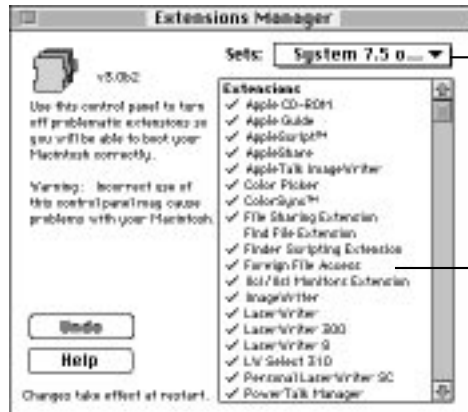 Extensions Manager
Sets: System 7.5 o...
v3.0b2
Use this control panel to turn
off problematic extensions so
you will be able to boot your
Macintosh correctly.
Warning: Incorrect use of
this control panel may cause
problems with your Macintosh.
Undo
Help
Changes take effect at restart.
Extensions
✓ Apple CD-ROM
✓ Apple Guide
✓ AppleScript™
✓ AppleShare
✓ AppleTalk ImageWriter
✓ Color Picker
✓ ColorSync™
✓ File Sharing Extension
Find File Extension
✓ Finder Scripting Extension
✓ Foreign File Access
✓ IIci/IIsi Monitors Extension
✓ ImageWriter
✓ LaserWriter
✓ LaserWriter 300
✓ LaserWriter 8
✓ LW Select 310
✓ Personal LaserWriter SC
✓ PowerTalk Manager